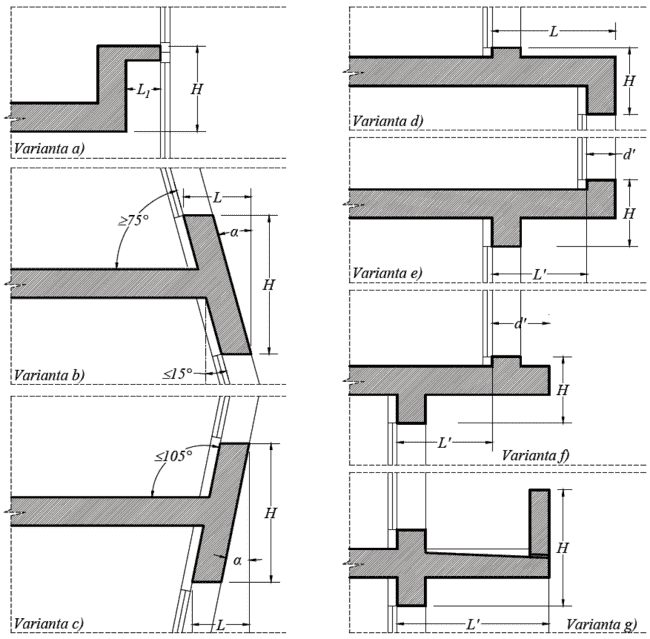 L₁
H
Varianta a)
L
≥75°
α
H
≤15°
Varianta b)
≤105°
H
α
L
Varianta c)
L
H
Varianta d)
d'
H
L'
Varianta e)
d'
H
L'
Varianta f)
H
L'
Varianta g)